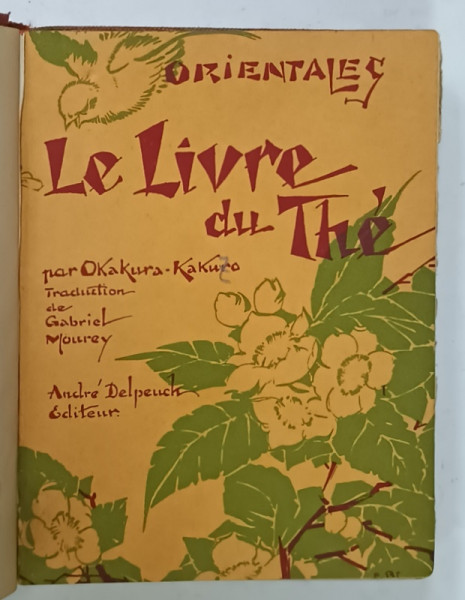 ORIENTALES
Le Livre
du Thé
par OKAKURA-KAKUZO
Traduction
de
Gabriel
Mourey
André Delpeuch
Éditeur.